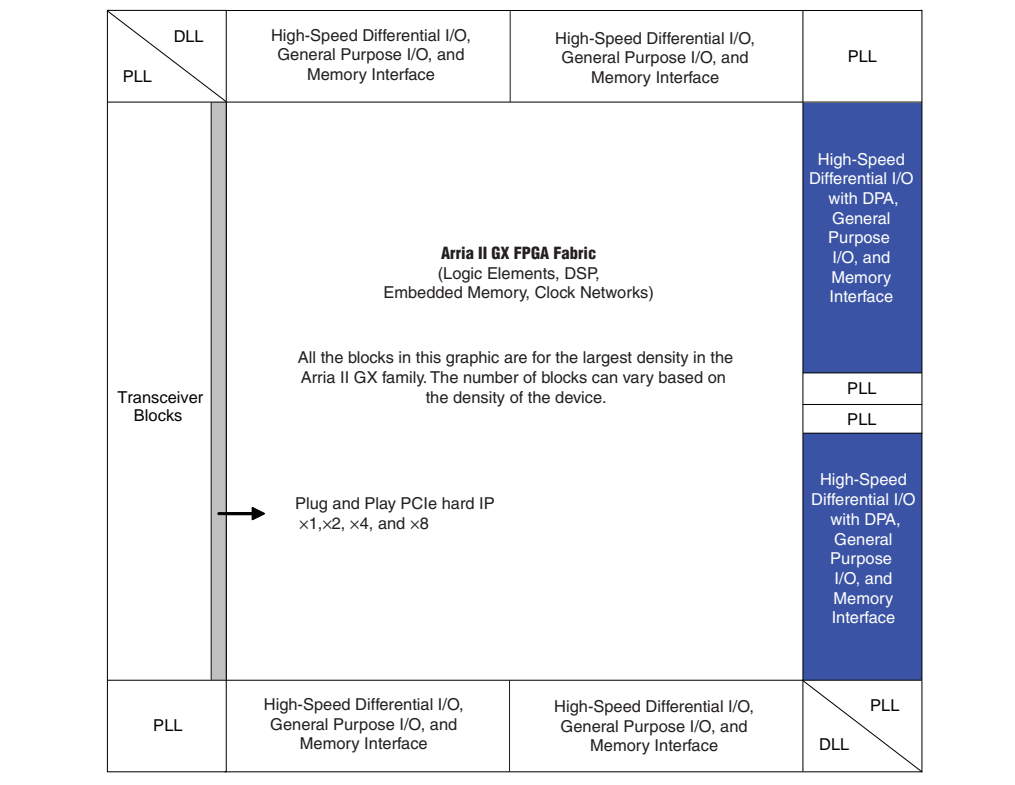 DLL
PLL
High-Speed Differential I/O,
General Purpose I/O, and
Memory Interface
High-Speed Differential I/O,
General Purpose I/O, and
Memory Interface
PLL
Transceiver
Blocks
Arria II GX FPGA Fabric
(Logic Elements, DSP,
Embedded Memory, Clock Networks)
All the blocks in this graphic are for the largest density in the
Arria II GX family. The number of blocks can vary based on
the density of the device.
Plug and Play PCIe hard IP
×1,×2, ×4, and ×8
High-Speed
Differential I/O
with DPA,
General
Purpose
I/O, and
Memory
Interface
PLL
PLL
High-Speed
Differential I/O
with DPA,
General
Purpose
I/O, and
Memory
Interface
PLL
High-Speed Differential I/O,
General Purpose I/O, and
Memory Interface
High-Speed Differential I/O,
General Purpose I/O, and
Memory Interface
PLL
DLL